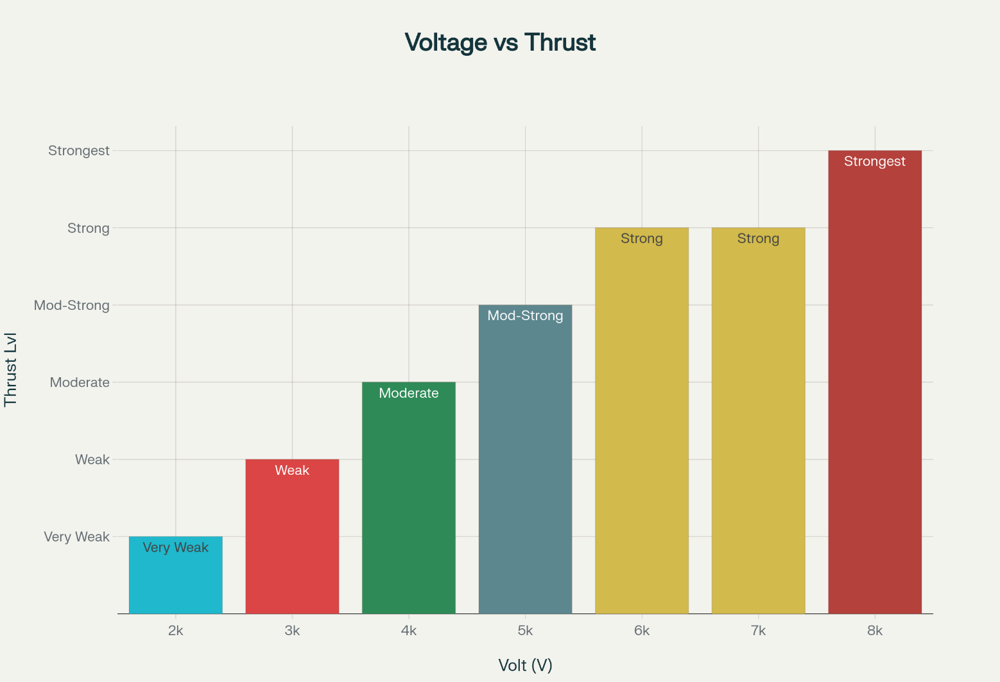 Voltage vs Thrust
Thrust Lvl
Strongest
Strong
Mod-Strong
Moderate
Weak
Very Weak
Very Weak
Weak
Moderate
Mod-Strong
Strong
Strong
Strongest
2k
3k
4k
5k
6k
7k
8k
Volt (V)